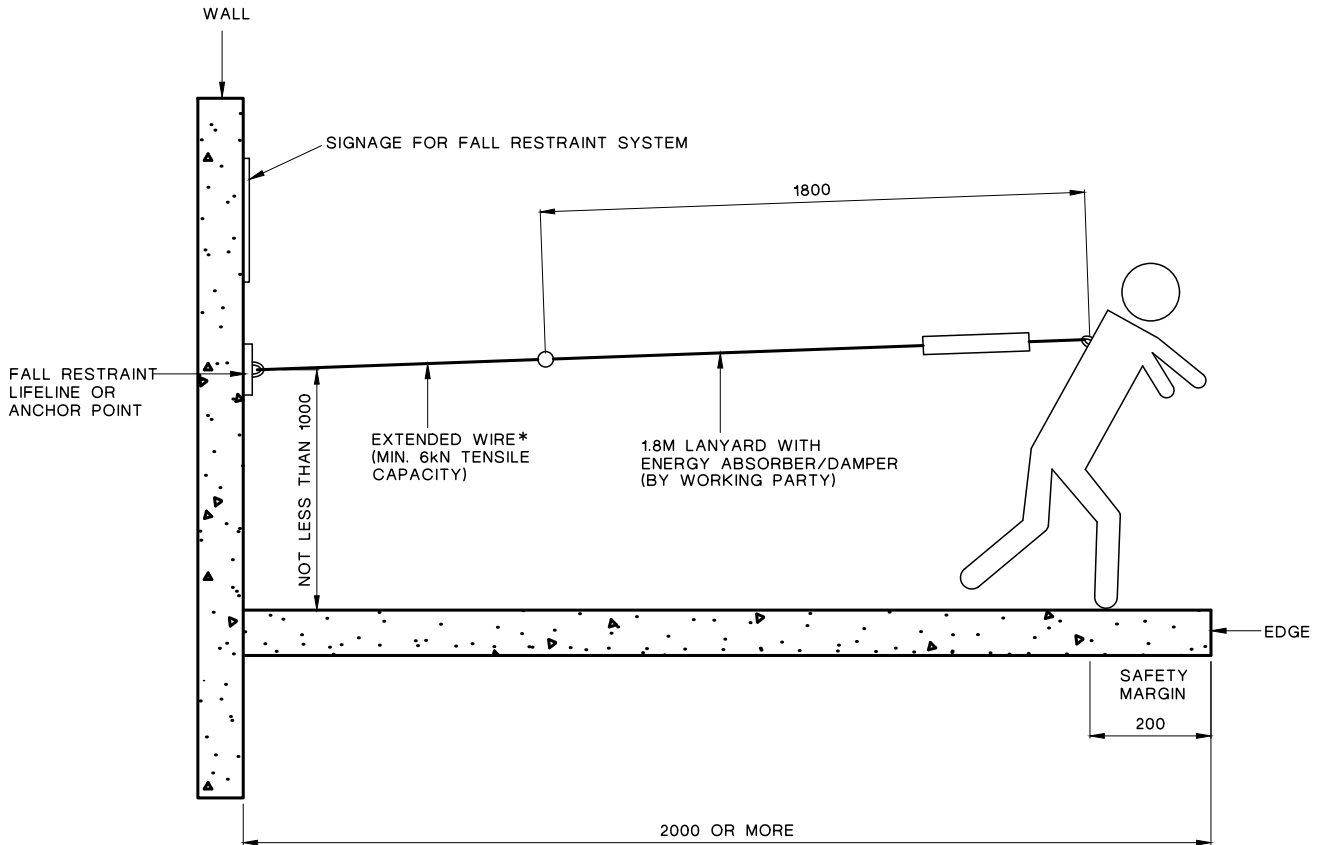 WALL
SIGNAGE FOR FALL RESTRAINT SYSTEM
1800
FALL RESTRAINT
LIFELINE OR
ANCHOR POINT
NOT LESS THAN 1000
EXTENDED WIRE*
(MIN. 6kN TENSILE
CAPACITY)
1.8M LANYARD WITH
ENERGY ABSORBER/DAMPER
(BY WORKING PARTY)
EDGE
SAFETY
MARGIN
200
2000 OR MORE